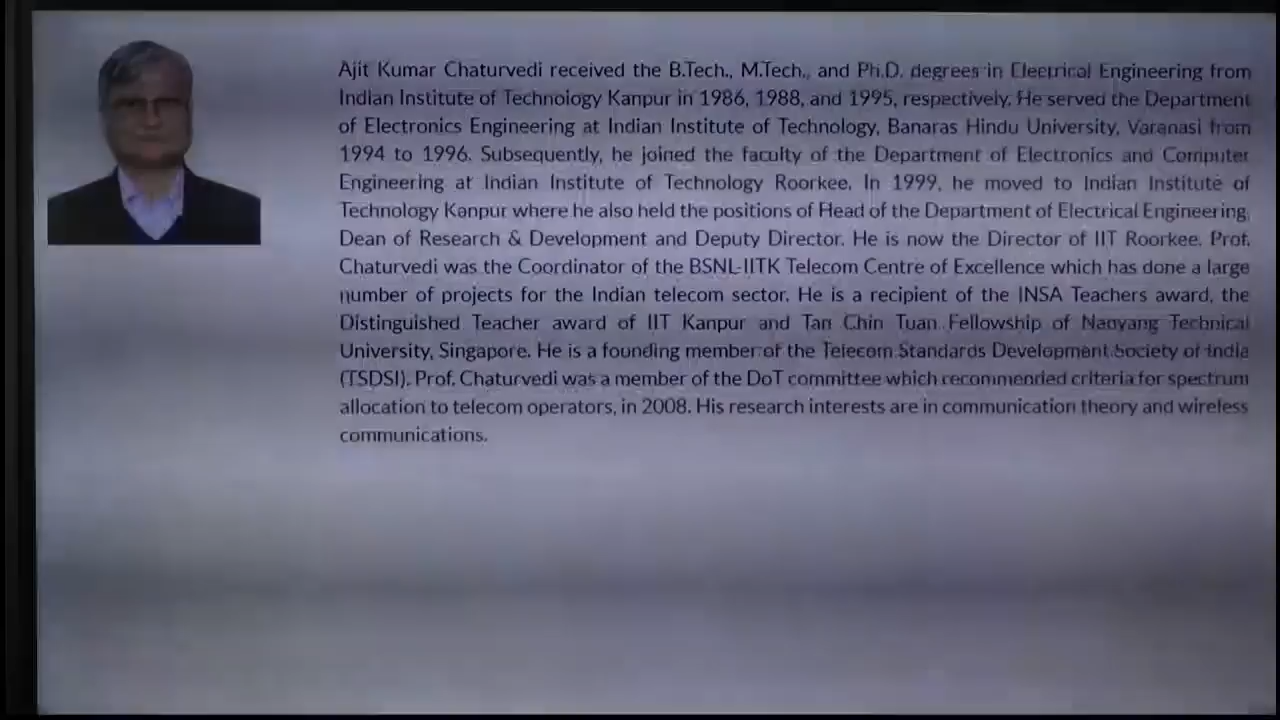 Ajit Kumar Chaturvedi received the B.Tech., M.Tech., and Ph.D. degrees in Electrical Engineering from
Indian Institute of Technology Kanpur in 1986, 1988, and 1995, respectively. He served the Department
of Electronics Engineering at Indian Institute of Technology, Banaras Hindu University, Varanasi from
1994 to 1996. Subsequently, he joined the faculty of the Department of Electronics and Computer
Engineering at Indian Institute of Technology Roorkee. In 1999, he moved to Indian Institute of
Technology Kanpur where he also held the positions of Head of the Department of Electrical Engineering,
Dean of Research & Development and Deputy Director. He is now the Director of IIT Roorkee. Prof.
Chaturvedi was the Coordinator of the BSNL-IITK Telecom Centre of Excellence which has done a large
number of projects for the Indian telecom sector. He is a recipient of the INSA Teachers award, the
Distinguished Teacher award of IIT Kanpur and Tan Chin Tuan Fellowship of Naoyang Technical
University, Singapore. He is a founding member of the Telecom Standards Development Society of India
(TSDSI). Prof. Chaturvedi was a member of the DoT committee which recommended criteria for spectrum
allocation to telecom operators, in 2008. His research interests are in communication theory and wireless
communications.